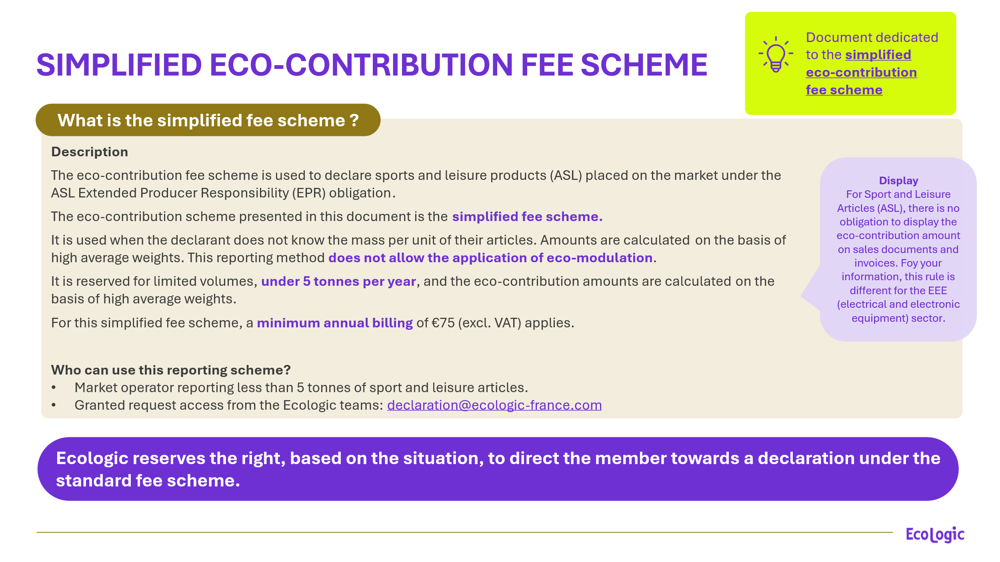 SIMPLIFIED ECO-CONTRIBUTION FEE SCHEME
Document dedicated
to the simplified
eco-contribution
fee scheme
What is the simplified fee scheme ?
Description
The eco-contribution fee scheme is used to declare sports and leisure products (ASL) placed on the market under the
ASL Extended Producer Responsibility (EPR) obligation.
The eco-contribution scheme presented in this document is the simplified fee scheme.
It is used when the declarant does not know the mass per unit of their articles. Amounts are calculated on the basis of
high average weights. This reporting method does not allow the application of eco-modulation.
It is reserved for limited volumes, under 5 tonnes per year, and the eco-contribution amounts are calculated on the
basis of high average weights.
For this simplified fee scheme, a minimum annual billing of €75 (excl. VAT) applies.
Who can use this reporting scheme?
• Market operator reporting less than 5 tonnes of sport and leisure articles.
• Granted request access from the Ecologic teams: declaration@ecologic-france.com
Display
For Sport and Leisure
Articles (ASL), there is no
obligation to display the
eco-contribution amount
on sales documents and
invoices. Foy your
information, this rule is
different for the EEE
(electrical and electronic
equipment) sector.
Ecologic reserves the right, based on the situation, to direct the member towards a declaration under the
standard fee scheme.
Ecologic